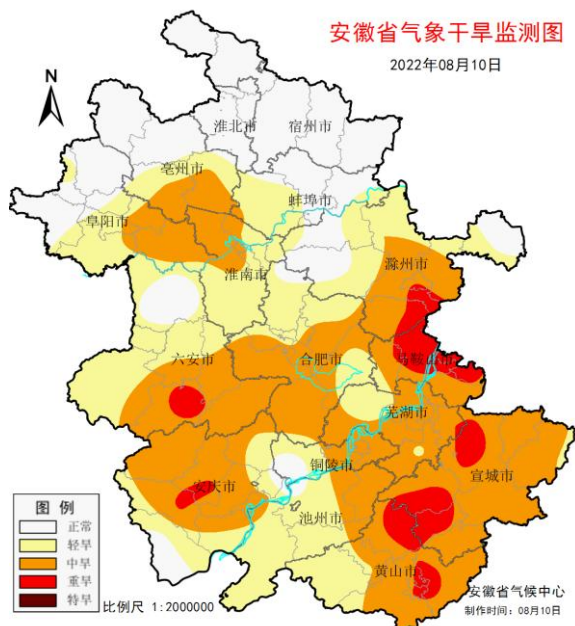 安徽省气象干旱监测图
2022年08月10日
N
淮北市
宿州市
亳州市
蚌埠市
阜阳市
淮南市
滁州市
六安市
合肥市
马鞍山市
芜湖市
铜陵市
宣城市
安庆市
池州市
黄山市
图 例
正常
轻旱
中旱
重旱
特旱
比例尺 1:2000000
安徽省气候中心
制作时间：08月10日